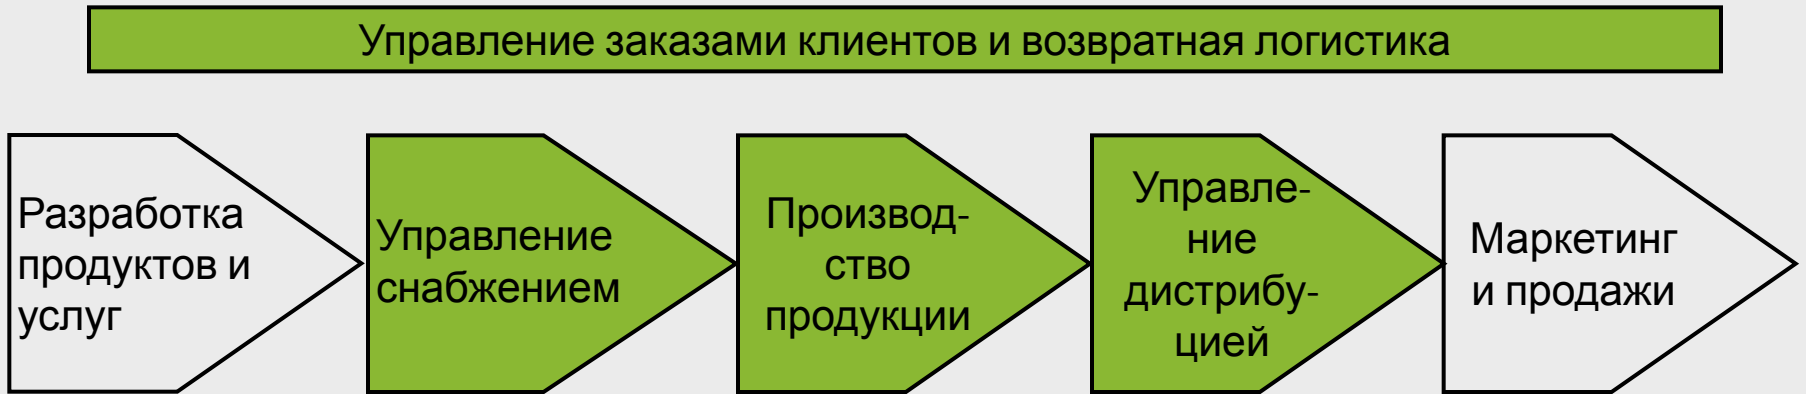 Управление заказами клиентов и возвратная логистика
Разработка
продуктов и
услуг
Управление
снабжением
Производ-
ство
продукции
Управле-
ние
дистрибу-
цией
Маркетинг
и продажи